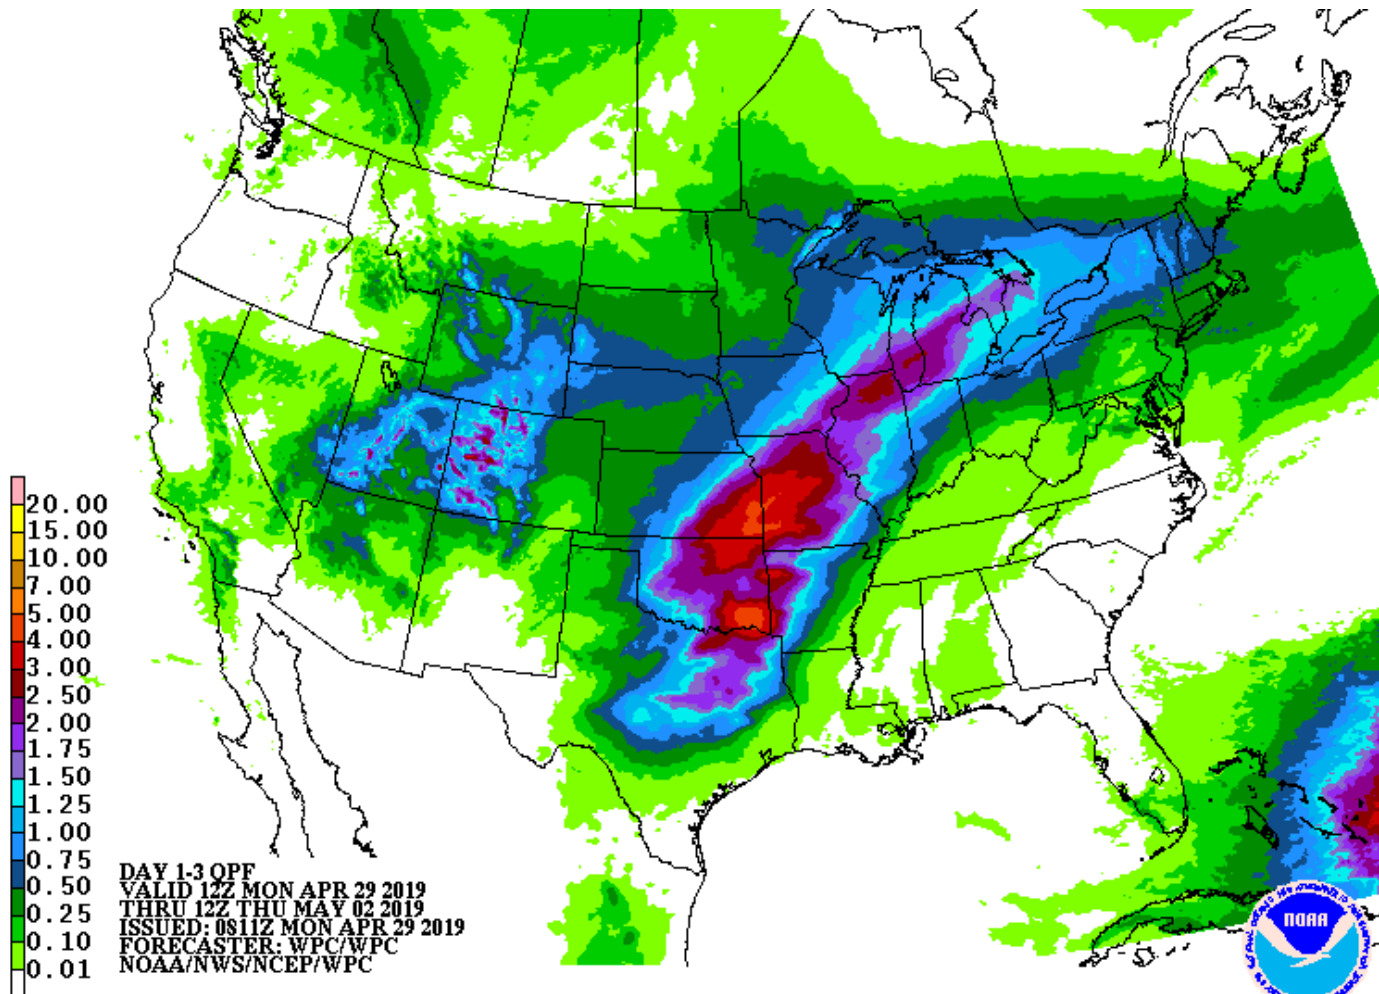 20.00
15.00
10.00
7.00
5.00
4.00
3.00
2.50
2.00
1.75
1.50
1.25
1.00
0.75
0.50
0.25
0.10
0.01
DAY 1-3 QPF
VALID 12Z MON APR 29 2019
THRU 12Z THU MAY 02 2019
ISSUED: 0811Z MON APR 29 2019
FORECASTER: WPC/WPC
NOAA/NWS/NCEP/WPC
NOAA